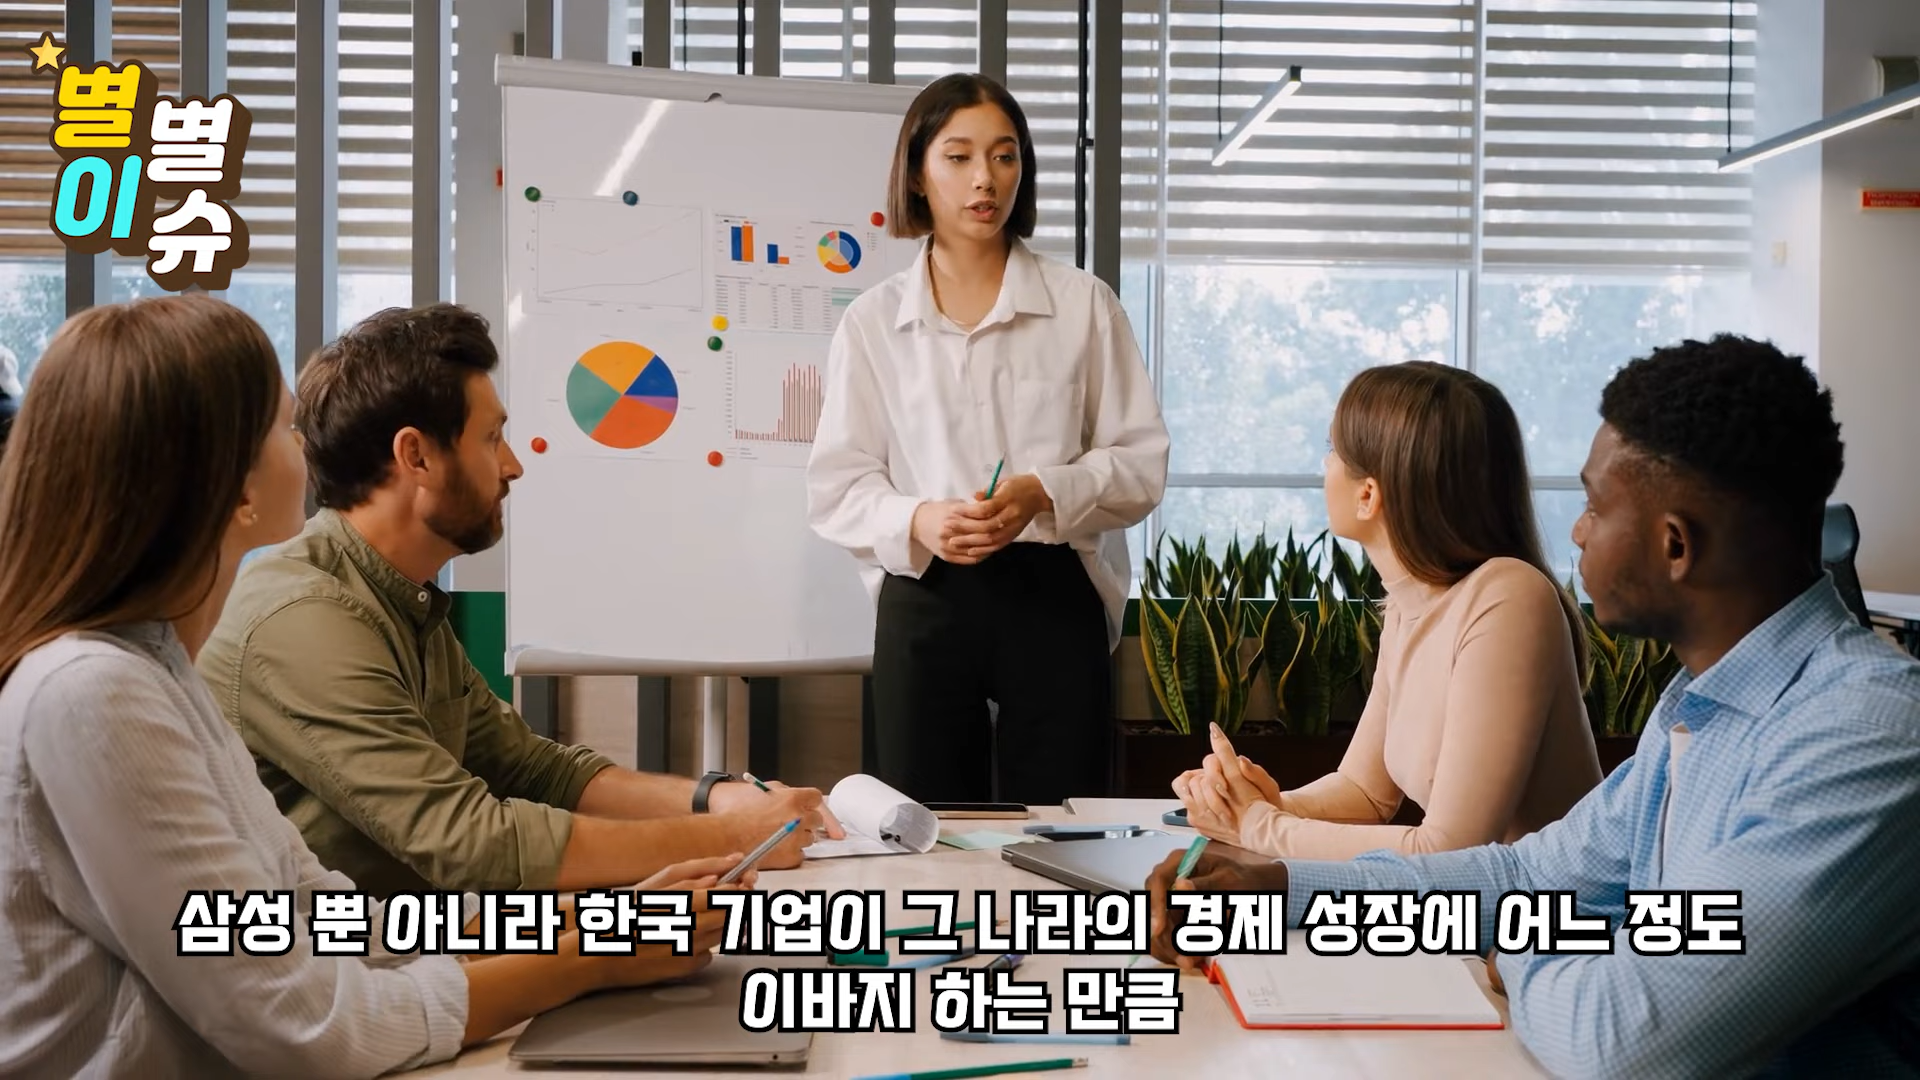 별별
이슈
삼성 뿐 아니라 한국 기업이 그 나라의 경제 성장에 어느 정도
이바지 하는 만큼